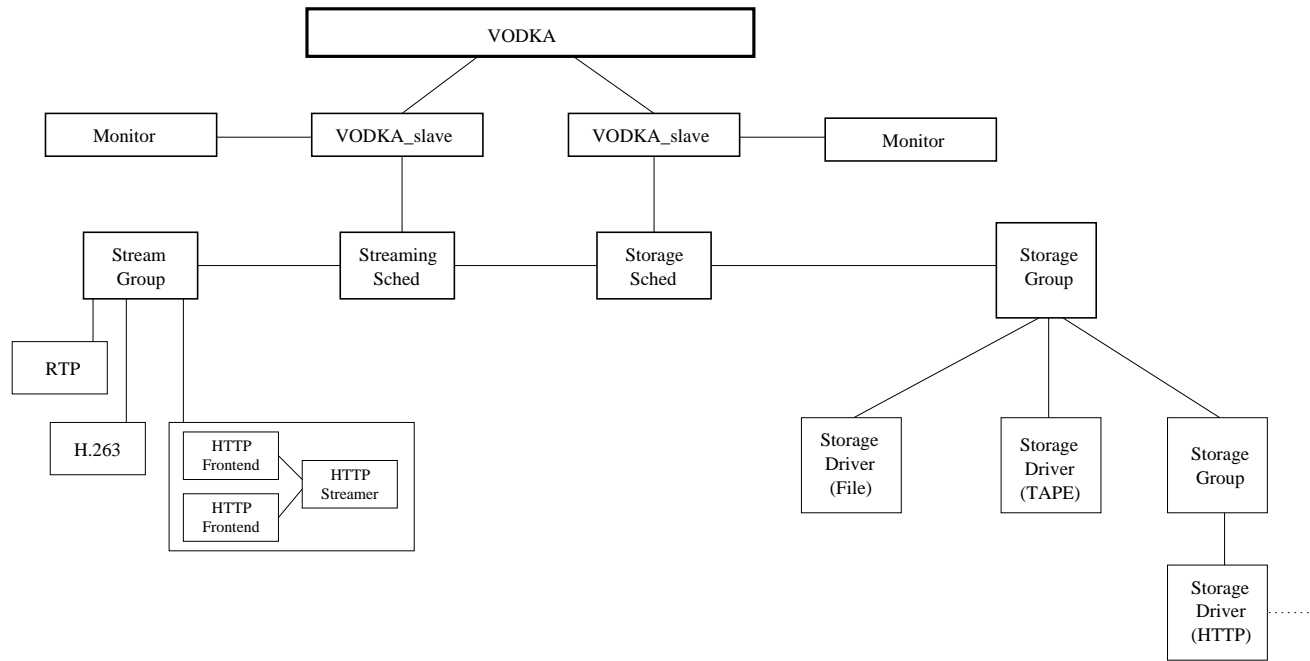 VODKA
Monitor
VODKA_slave
VODKA_slave
Monitor
Stream
Group
Streaming
Sched
Storage
Sched
Storage
Group
RTP
H.263
HTTP
Frontend
HTTP
Streamer
HTTP
Frontend
Storage
Driver
(File)
Storage
Driver
(TAPE)
Storage
Group
Storage
Driver
(HTTP)